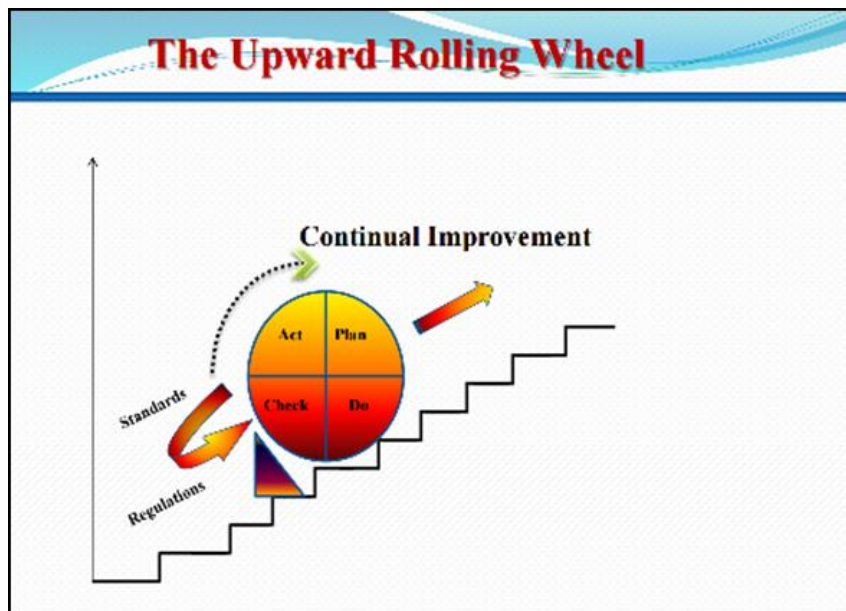 The Upward Rolling Wheel
Continual Improvement
Act
Plan
Check
Do
Standards
Regulations